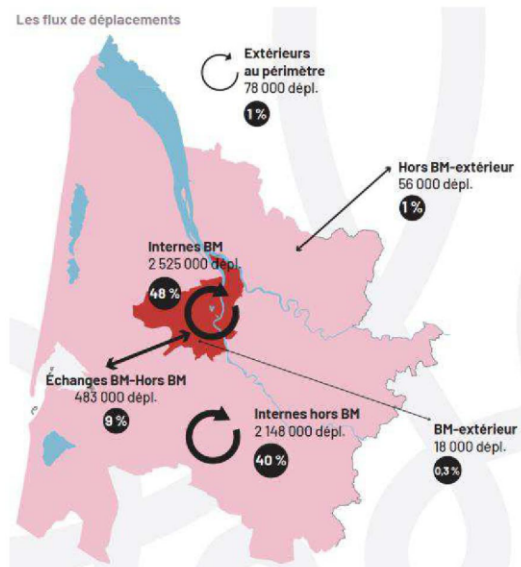 Les flux de déplacements
Extérieurs
au périmètre
78 000 dépl.
1 %
Hors BM-extérieur
56 000 dépl.
1 %
Internes BM
2 525 000 dépl.
48 %
Échanges BM-Hors BM
483 000 dépl.
9 %
Internes hors BM
2 148 000 dépl.
40 %
BM-extérieur
18 000 dépl.
0,3 %